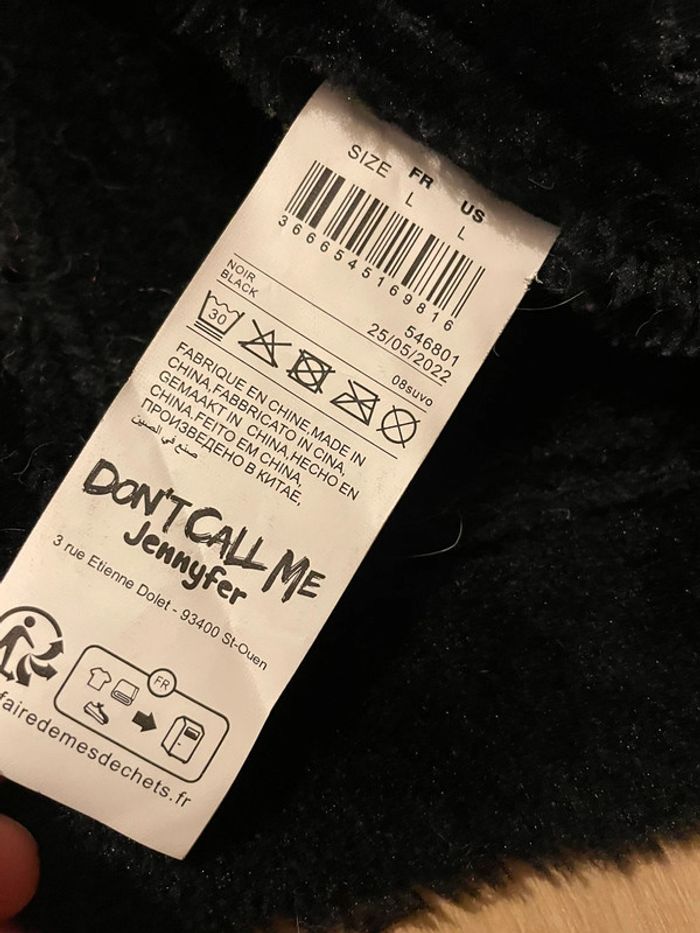 SIZE FR US
L L
3666545169816
NOIR 546801
BLACK 25/05/2022
30
08suvo
FABRIQUE EN CHINE,MADE IN
CHINA,FABBRICATO IN CINA,
GEMAAKT IN CHINA,HECHO EN
CHINA,FEITO EM CHINA,
ПРОИЗВЕДЕНО В КИТАЕ,
صنع في الصين
DON'T CALL ME
Jennyfer
3 rue Etienne Dolet - 93400 St-Ouen
FR
fairedemesdechets.fr